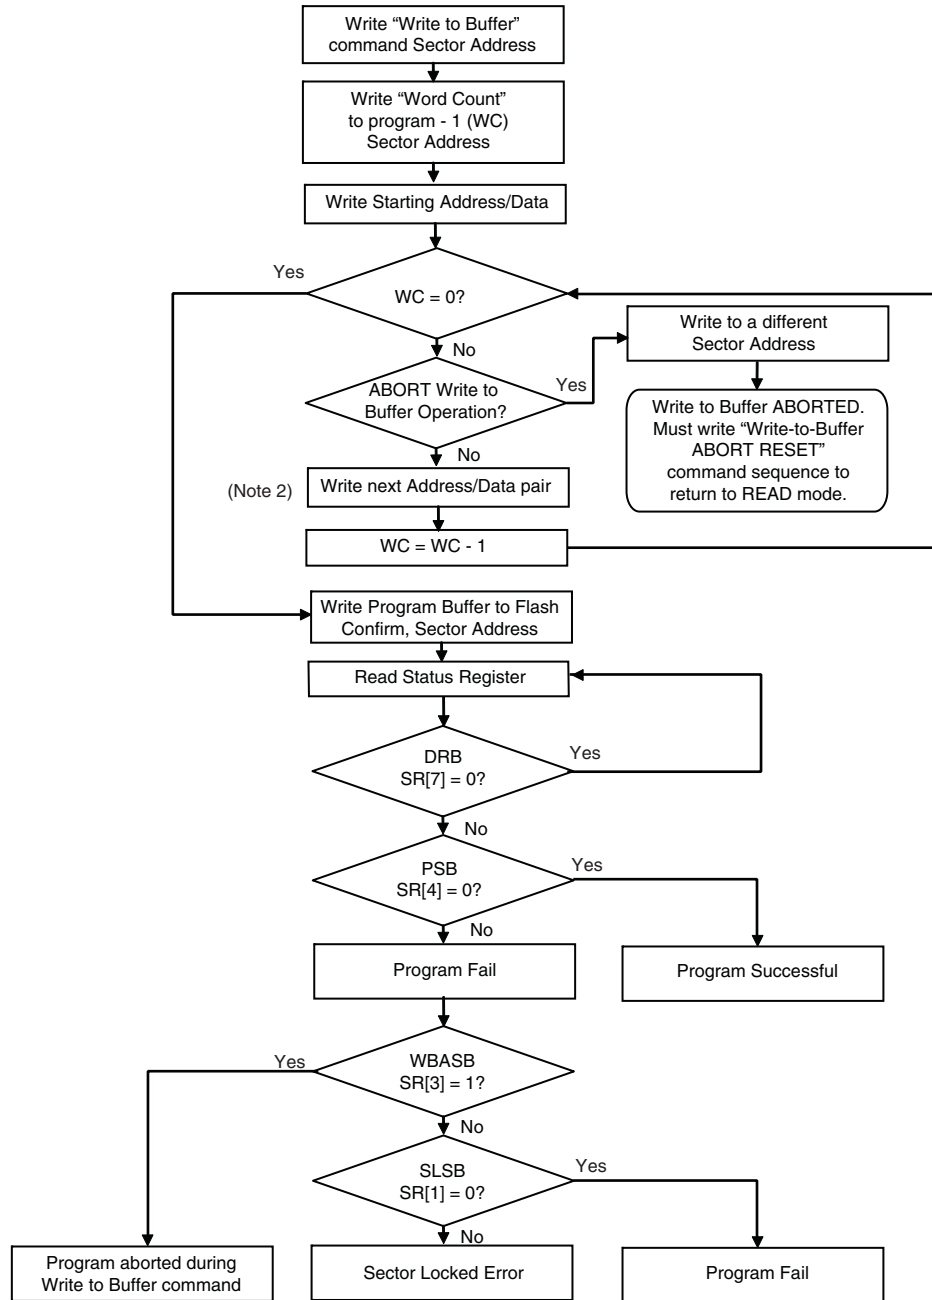 Write “Write to Buffer”
command Sector Address
Write “Word Count”
to program - 1 (WC)
Sector Address
Write Starting Address/Data
Yes
WC = 0?
No
Write to a different
Sector Address
ABORT Write to
Buffer Operation?
Yes
Write to Buffer ABORTED.
Must write “Write-to-Buffer
ABORT RESET”
command sequence to
return to READ mode.
No
(Note 2)
Write next Address/Data pair
WC = WC - 1
Write Program Buffer to Flash
Confirm, Sector Address
Read Status Register
DRB
SR[7] = 0?
Yes
No
PSB
SR[4] = 0?
Yes
No
Program Fail
Program Successful
Yes
WBASB
SR[3] = 1?
No
SLSB
SR[1] = 0?
Yes
No
Program aborted during
Write to Buffer command
Sector Locked Error
Program Fail